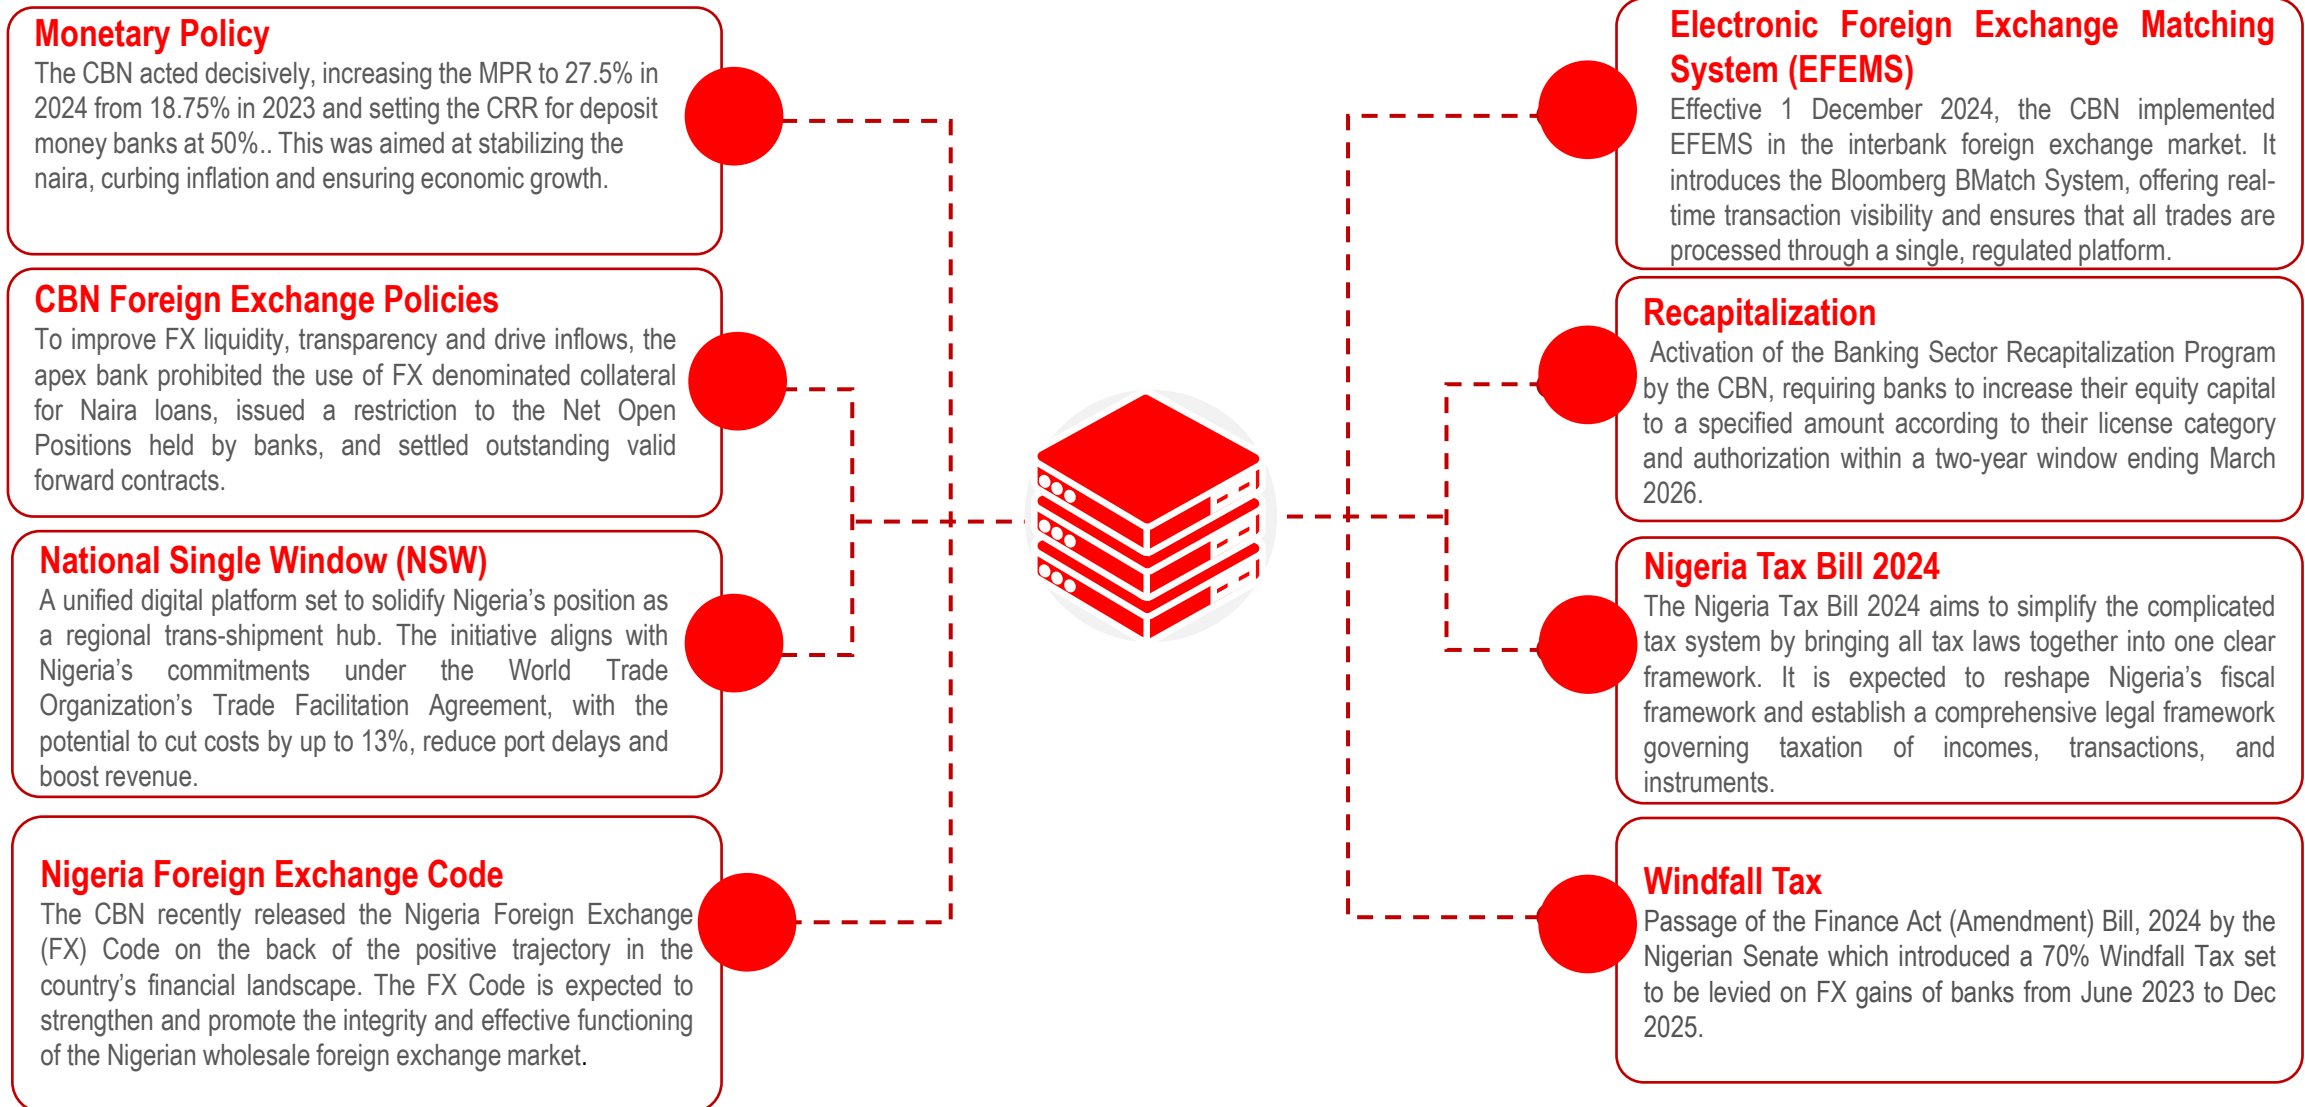 Monetary Policy
The CBN acted decisively, increasing the MPR to 27.5% in
2024 from 18.75% in 2023 and setting the CRR for deposit
money banks at 50%.. This was aimed at stabilizing the
naira, curbing inflation and ensuring economic growth.
CBN Foreign Exchange Policies
To improve FX liquidity, transparency and drive inflows, the
apex bank prohibited the use of FX denominated collateral
for Naira loans, issued a restriction to the Net Open
Positions held by banks, and settled outstanding valid
forward contracts.
National Single Window (NSW)
A unified digital platform set to solidify Nigeria’s position as
a regional trans-shipment hub. The initiative aligns with
Nigeria’s commitments under the World Trade
Organization’s Trade Facilitation Agreement, with the
potential to cut costs by up to 13%, reduce port delays and
boost revenue.
Nigeria Foreign Exchange Code
The CBN recently released the Nigeria Foreign Exchange
(FX) Code on the back of the positive trajectory in the
country’s financial landscape. The FX Code is expected to
strengthen and promote the integrity and effective functioning
of the Nigerian wholesale foreign exchange market.
Electronic Foreign Exchange Matching
System (EFEMS)
Effective 1 December 2024, the CBN implemented
EFEMS in the interbank foreign exchange market. It
introduces the Bloomberg BMatch System, offering real-
time transaction visibility and ensures that all trades are
processed through a single, regulated platform.
Recapitalization
Activation of the Banking Sector Recapitalization Program
by the CBN, requiring banks to increase their equity capital
to a specified amount according to their license category
and authorization within a two-year window ending March
2026.
Nigeria Tax Bill 2024
The Nigeria Tax Bill 2024 aims to simplify the complicated
tax system by bringing all tax laws together into one clear
framework. It is expected to reshape Nigeria’s fiscal
framework and establish a comprehensive legal framework
governing taxation of incomes, transactions, and
instruments.
Windfall Tax
Passage of the Finance Act (Amendment) Bill, 2024 by the
Nigerian Senate which introduced a 70% Windfall Tax set
to be levied on FX gains of banks from June 2023 to Dec
2025.